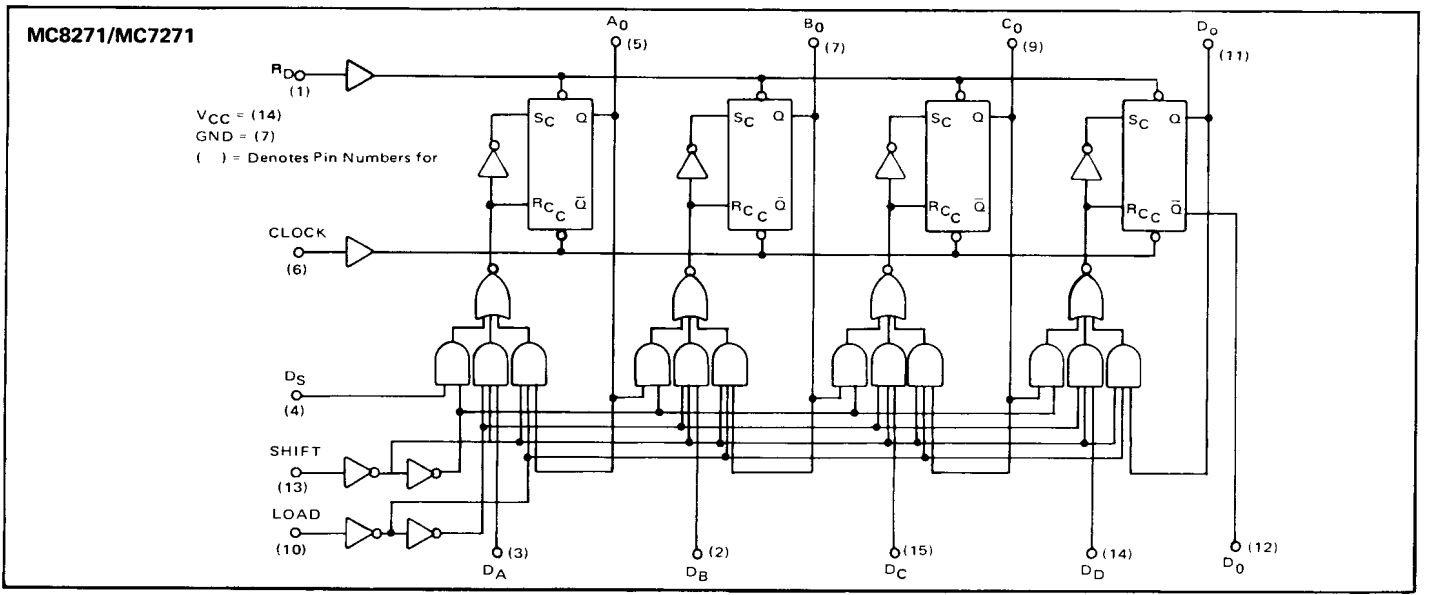 MC8271/MC7271
A0 B0 C0 Do
(5) (7) (9) (11)
RD
(1)
VCC = (14)
GND = (7)
( ) = Denotes Pin Numbers for
SC Q SC Q SC Q SC Q
RC C Q̅ RC C Q̅ RC C Q̅ RC C Q̅
CLOCK
(6)
DS
(4)
SHIFT
(13)
LOAD
(10)
(3) (2) (15) (14) (12)
DA DB DC DD D0